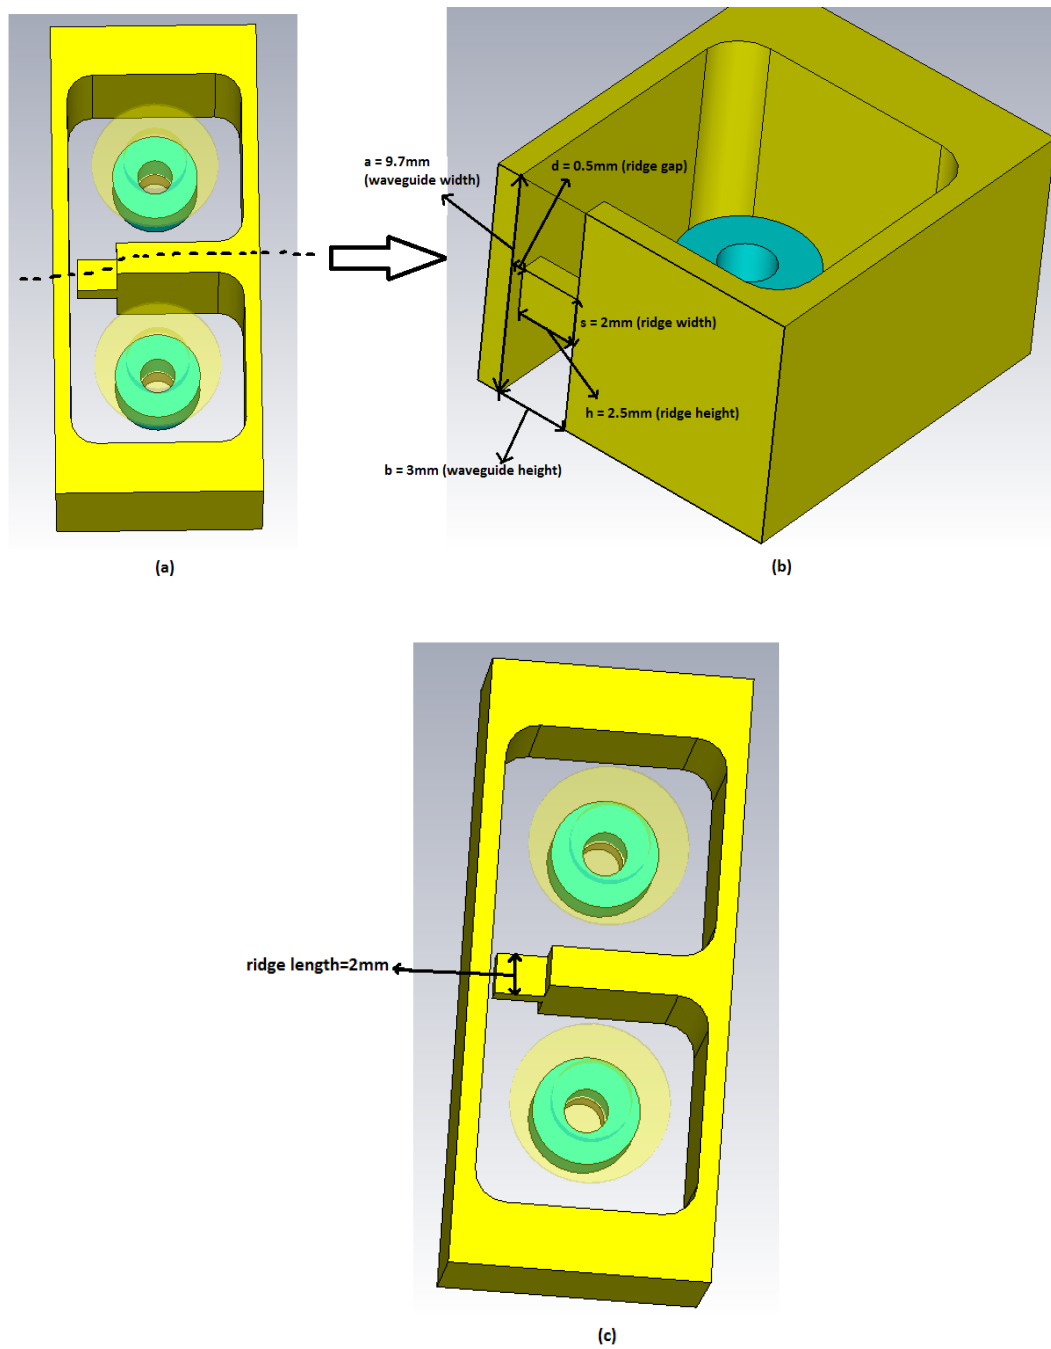 a = 9.7mm
(waveguide width)
d = 0.5mm (ridge gap)
s = 2mm (ridge width)
h = 2.5mm (ridge height)
b = 3mm (waveguide height)
(a)
(b)
ridge length=2mm
(c)